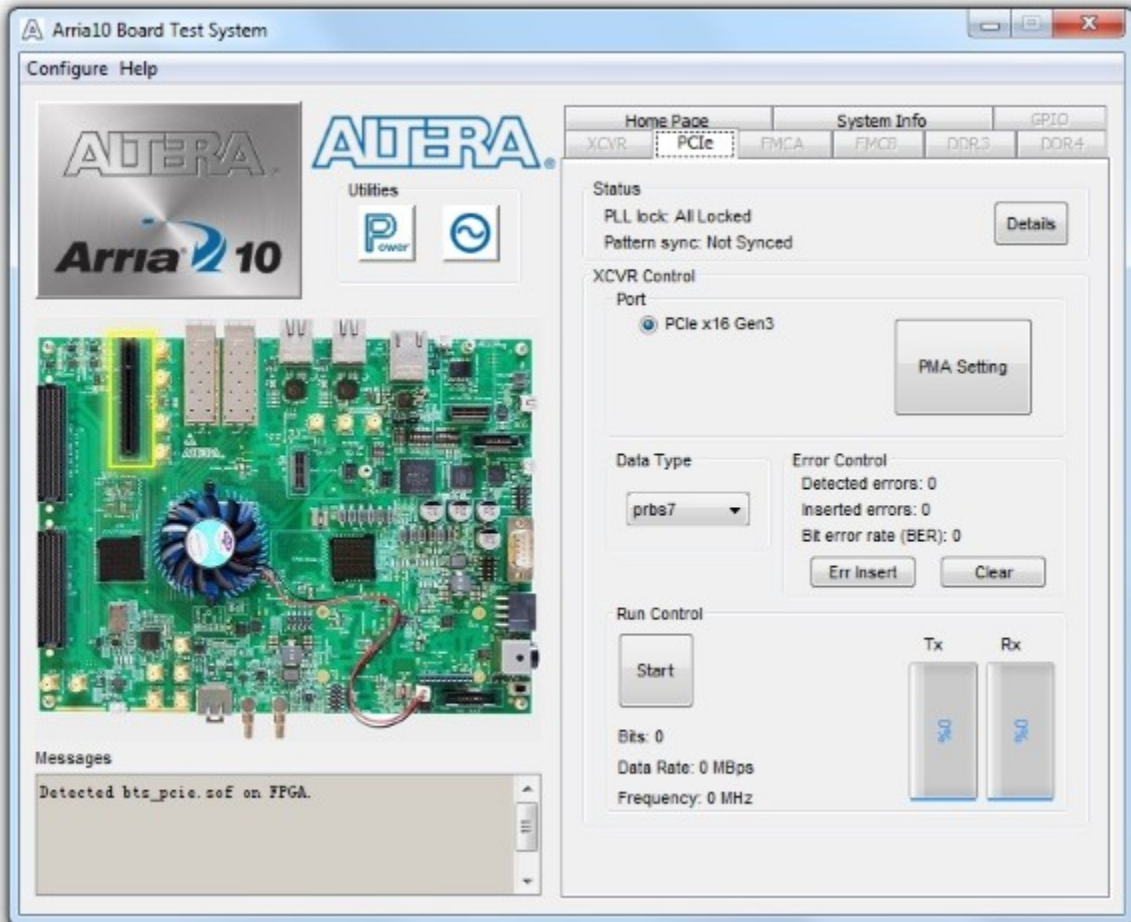 Arria10 Board Test System
Configure Help
ALTERA
Arria 10
ALTERA
Utilities
Power
Home Page System Info GPIO
XCVR PCIe FMCA FMCB DDR3 DDR4
Status
PLL lock: All Locked
Pattern sync: Not Synced
Details
XCVR Control
Port
PCIe x16 Gen3
PMA Setting
Data Type
prbs7
Error Control
Detected errors: 0
Inserted errors: 0
Bit error rate (BER): 0
Err Insert Clear
Run Control
Start
Tx Rx
0% 0%
Bits: 0
Data Rate: 0 MBps
Frequency: 0 MHz
ALTERA
Messages
Detected bts_pcie.sof on FPGA.